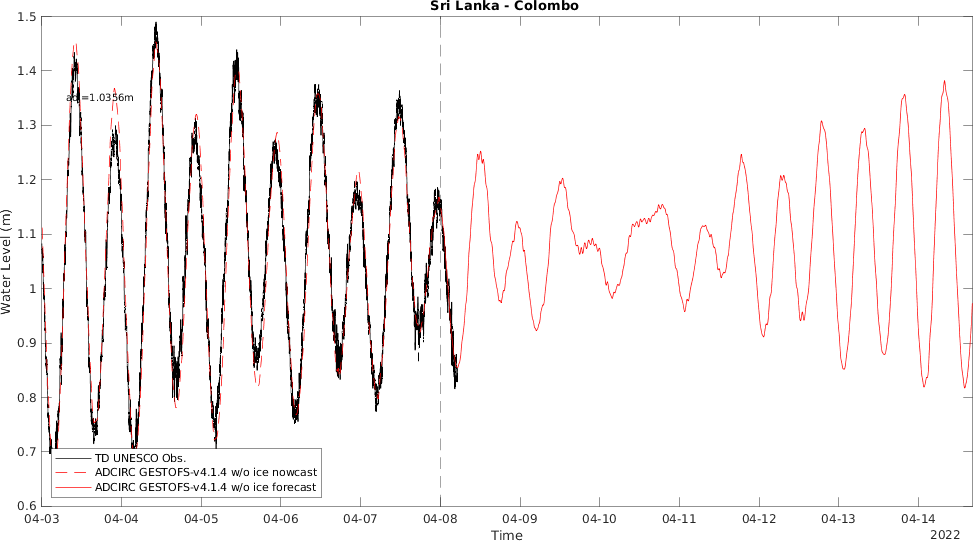 Sri Lanka - Colombo
1.5
1.4
1.3
1.2
1.1
1
0.9
0.8
0.7
0.6
Water Level (m)
=1.0356m
TD UNESCO Obs.
ADCIRC GESTOFS-v4.1.4 w/o ice nowcast
ADCIRC GESTOFS-v4.1.4 w/o ice forecast
04-03 04-04 04-05 04-06 04-07 04-08 04-09 04-10 04-11 04-12 04-13 04-14
Time
2022